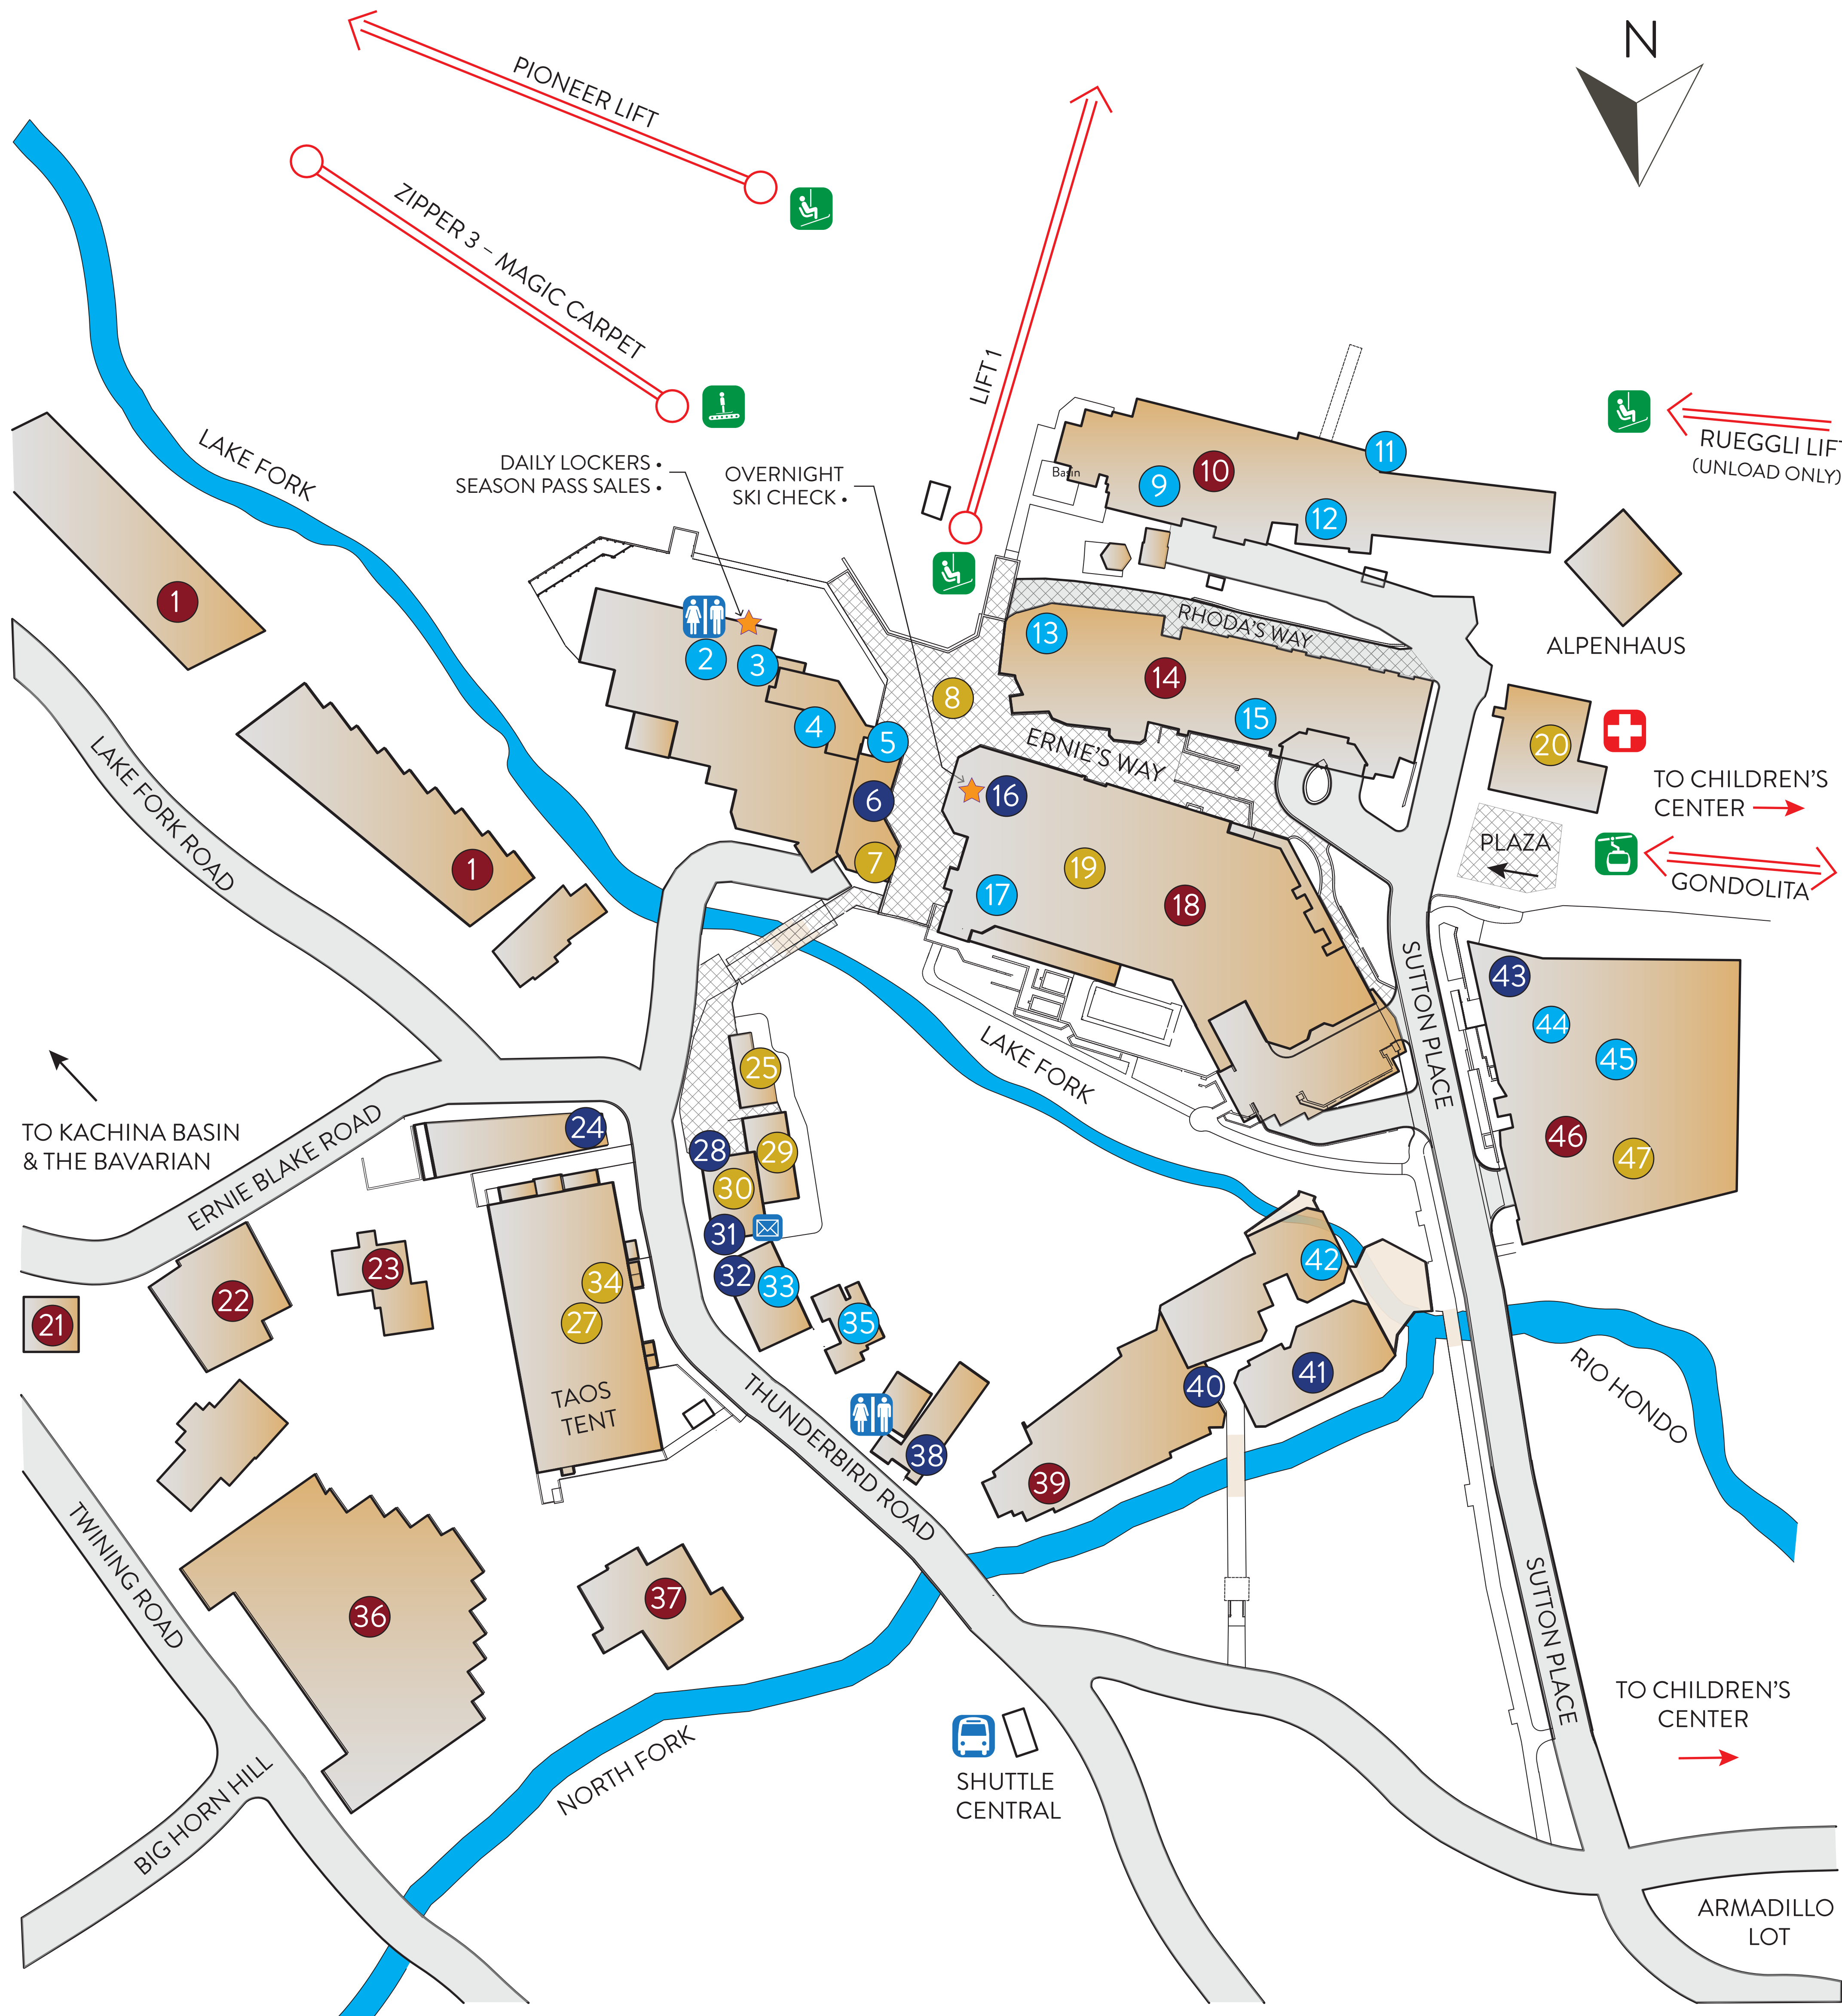 N
PIONEER LIFT
ZIPPER 3 – MAGIC CARPET
LIFT 1
RUEGGLI LIF
(UNLOAD ONLY)
LAKE FORK
DAILY LOCKERS •
SEASON PASS SALES •
OVERNIGHT
SKI CHECK •
Basin
10
11
9
12
ALPENHAUS
RHODA'S WAY
1
2
3
4
5
6
7
8
13
14
15
ERNIE'S WAY
16
17
18
19
20
TO CHILDREN'S
CENTER
PLAZA
GONDOLITA
LAKE FORK ROAD
1
SUTTON PLACE
43
44
45
46
47
LAKE FORK
TO KACHINA BASIN
& THE BAVARIAN
ERNIE BLAKE ROAD
24
25
28
29
30
31
32
33
35
21
22
23
34
27
TAOS
TENT
42
41
40
39
38
RIO HONDO
THUNDERBIRD ROAD
TWINING ROAD
36
37
SUTTON PLACE
NORTH FORK
BIG HORN HILL
SHUTTLE
CENTRAL
TO CHILDREN'S
CENTER
ARMADILLO
LOT